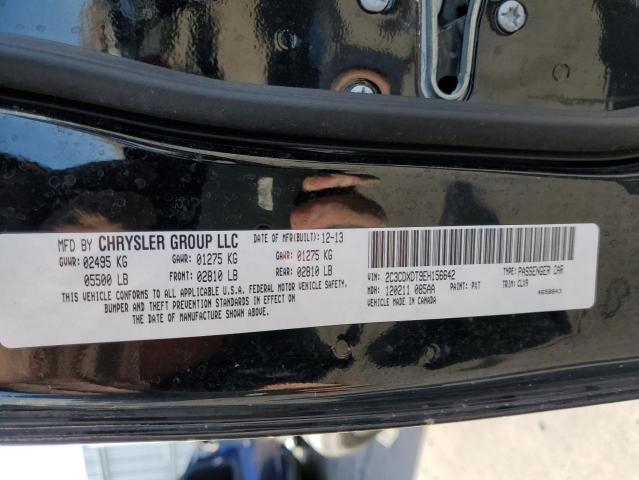 MFD BY CHRYSLER GROUP LLC DATE OF MFR(BUILT): 12-13
GVWR: 02495 KG GAWR: 01275 KG GAWR: 01275 KG
05500 LB FRONT: 02810 LB REAR: 02810 LB
THIS VEHICLE CONFORMS TO ALL APPLICABLE U.S.A. FEDERAL MOTOR VEHICLE SAFETY,
BUMPER AND THEFT PREVENTION STANDARDS IN EFFECT ON
THE DATE OF MANUFACTURE SHOWN ABOVE.
VIN: 2C3CDXDT9EH156642 TYPE: PASSENGER CAR
MDH: 120211 085AA PAINT: PXT TRIM: CLX9
MADE IN CANADA